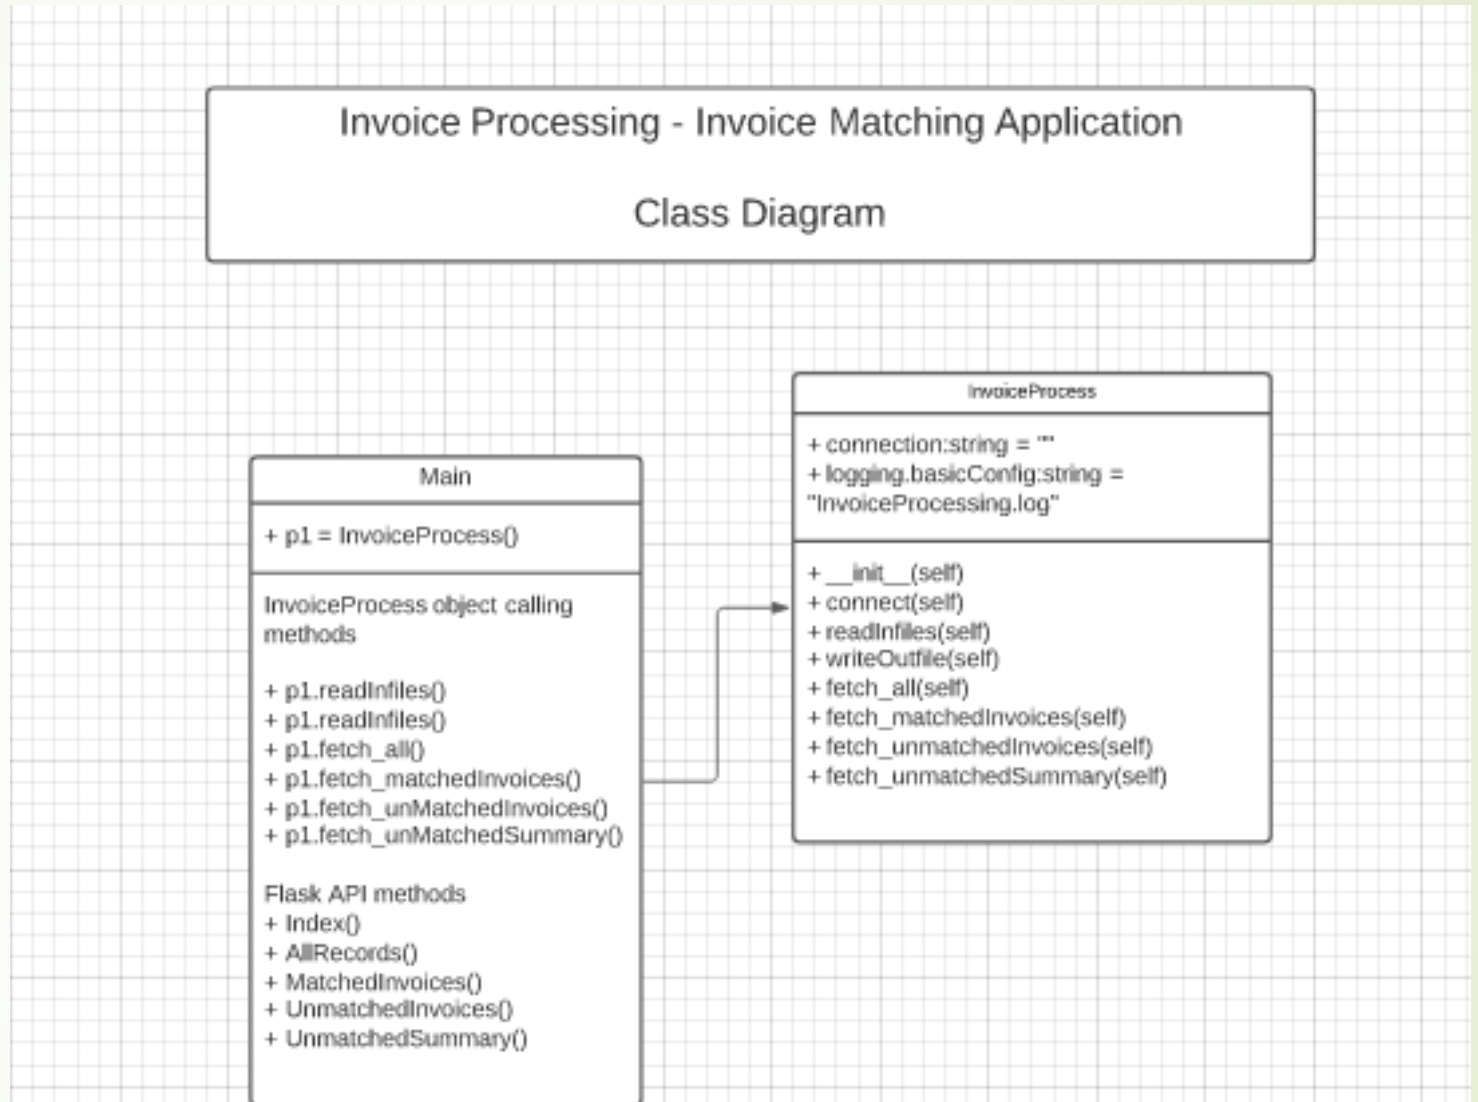 Invoice Processing - Invoice Matching Application
Class Diagram
Main
+ p1 = InvoiceProcess()
InvoiceProcess object calling
methods
+ p1.readInfiles()
+ p1.readInfiles()
+ p1.fetch_all()
+ p1.fetch_matchedInvoices()
+ p1.fetch_unMatchedInvoices()
+ p1.fetch_unMatchedSummary()
Flask API methods
+ Index()
+ AllRecords()
+ MatchedInvoices()
+ UnmatchedInvoices()
+ UnmatchedSummary()
InvoiceProcess
+ connection:string = ""
+ logging.basicConfig:string =
"InvoiceProcessing.log"
+ __init__(self)
+ connect(self)
+ readInfiles(self)
+ writeOutfile(self)
+ fetch_all(self)
+ fetch_matchedInvoices(self)
+ fetch_unmatchedInvoices(self)
+ fetch_unmatchedSummary(self)